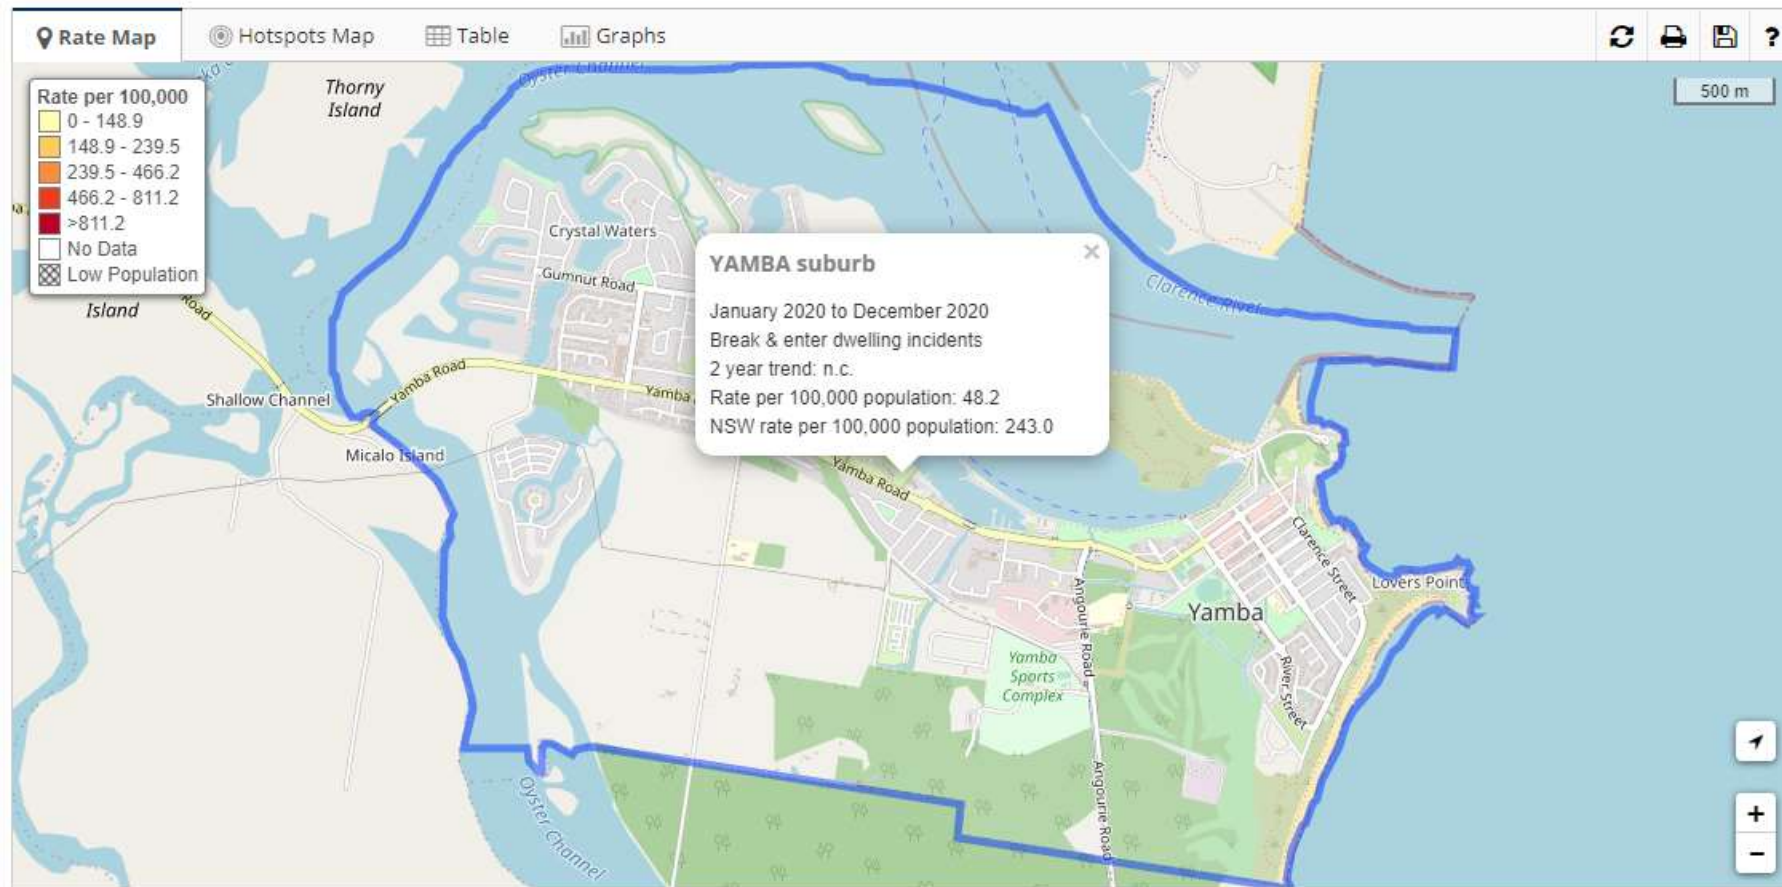 Rate Map
Hotspots Map
Table
Graphs
?
Rate per 100,000
0 - 148.9
148.9 - 239.5
239.5 - 466.2
466.2 - 811.2
>811.2
No Data
Low Population
Thorny
Island
Oyster Channel
500 m
Crystal Waters
Gumnut Road
Island
Road
Yamba Road
Shallow Channel
Micalo Island
Yamba
YAMBA suburb
×
January 2020 to December 2020
Break & enter dwelling incidents
2 year trend: n.c.
Rate per 100,000 population: 48.2
NSW rate per 100,000 population: 243.0
Clarence River
Yamba Road
Clarence Street
Lovers Point
Yamba
Angourie Road
River Street
Yamba
Sports
Complex
Oyster Channel
Angourie Road
+
−